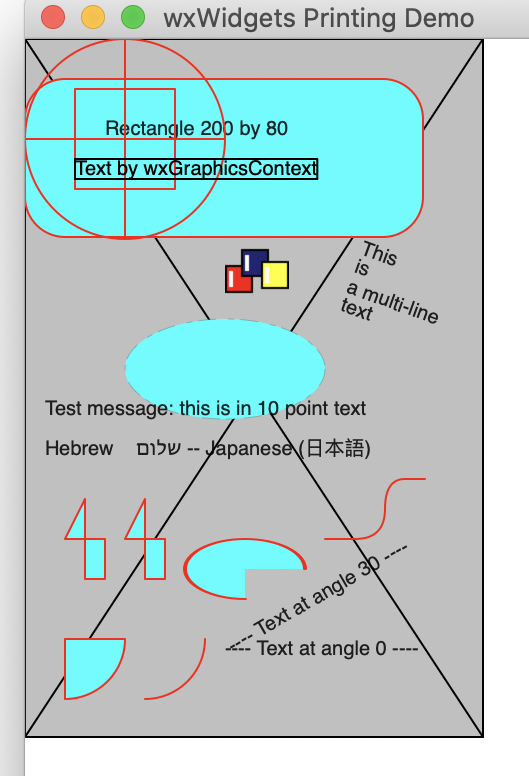 wxWidgets Printing Demo
Rectangle 200 by 80
Text by wxGraphicsContext
This
is
a multi-line
text
Test message: this is in 10 point text
Hebrew שלום -- Japanese (日本語)
---- Text at angle 30 ----
---- Text at angle 0 ----